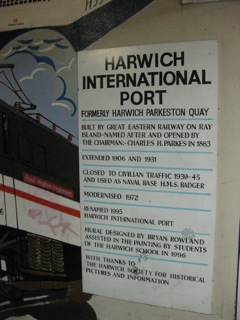 HARWICH
INTERNATIONAL
PORT
FORMERLY HARWICH PARKESTON QUAY
BUILT BY GREAT EASTERN RAILWAY ON RAY
ISLAND-NAMED AFTER AND OPENED BY
THE CHAIRMAN:- CHARLES H.PARKES IN 1883
EXTENDED 1906 AND 1931
CLOSED TO CIVILIAN TRAFFIC 1939-45
AND USED AS NAVAL BASE H.M.S. BADGER
MODERNISED 1972
RE-NAMED 1995
HARWICH INTERNATIONAL PORT
MURAL DESIGNED BY BRYAN ROWLAND
ASSISTED IN THE PAINTING BY STUDENTS
OF THE HARWICH SCHOOL IN 1996
WITH THANKS TO
THE HARWICH SOCIETY FOR HISTORICAL
PICTURES AND INFORMATION